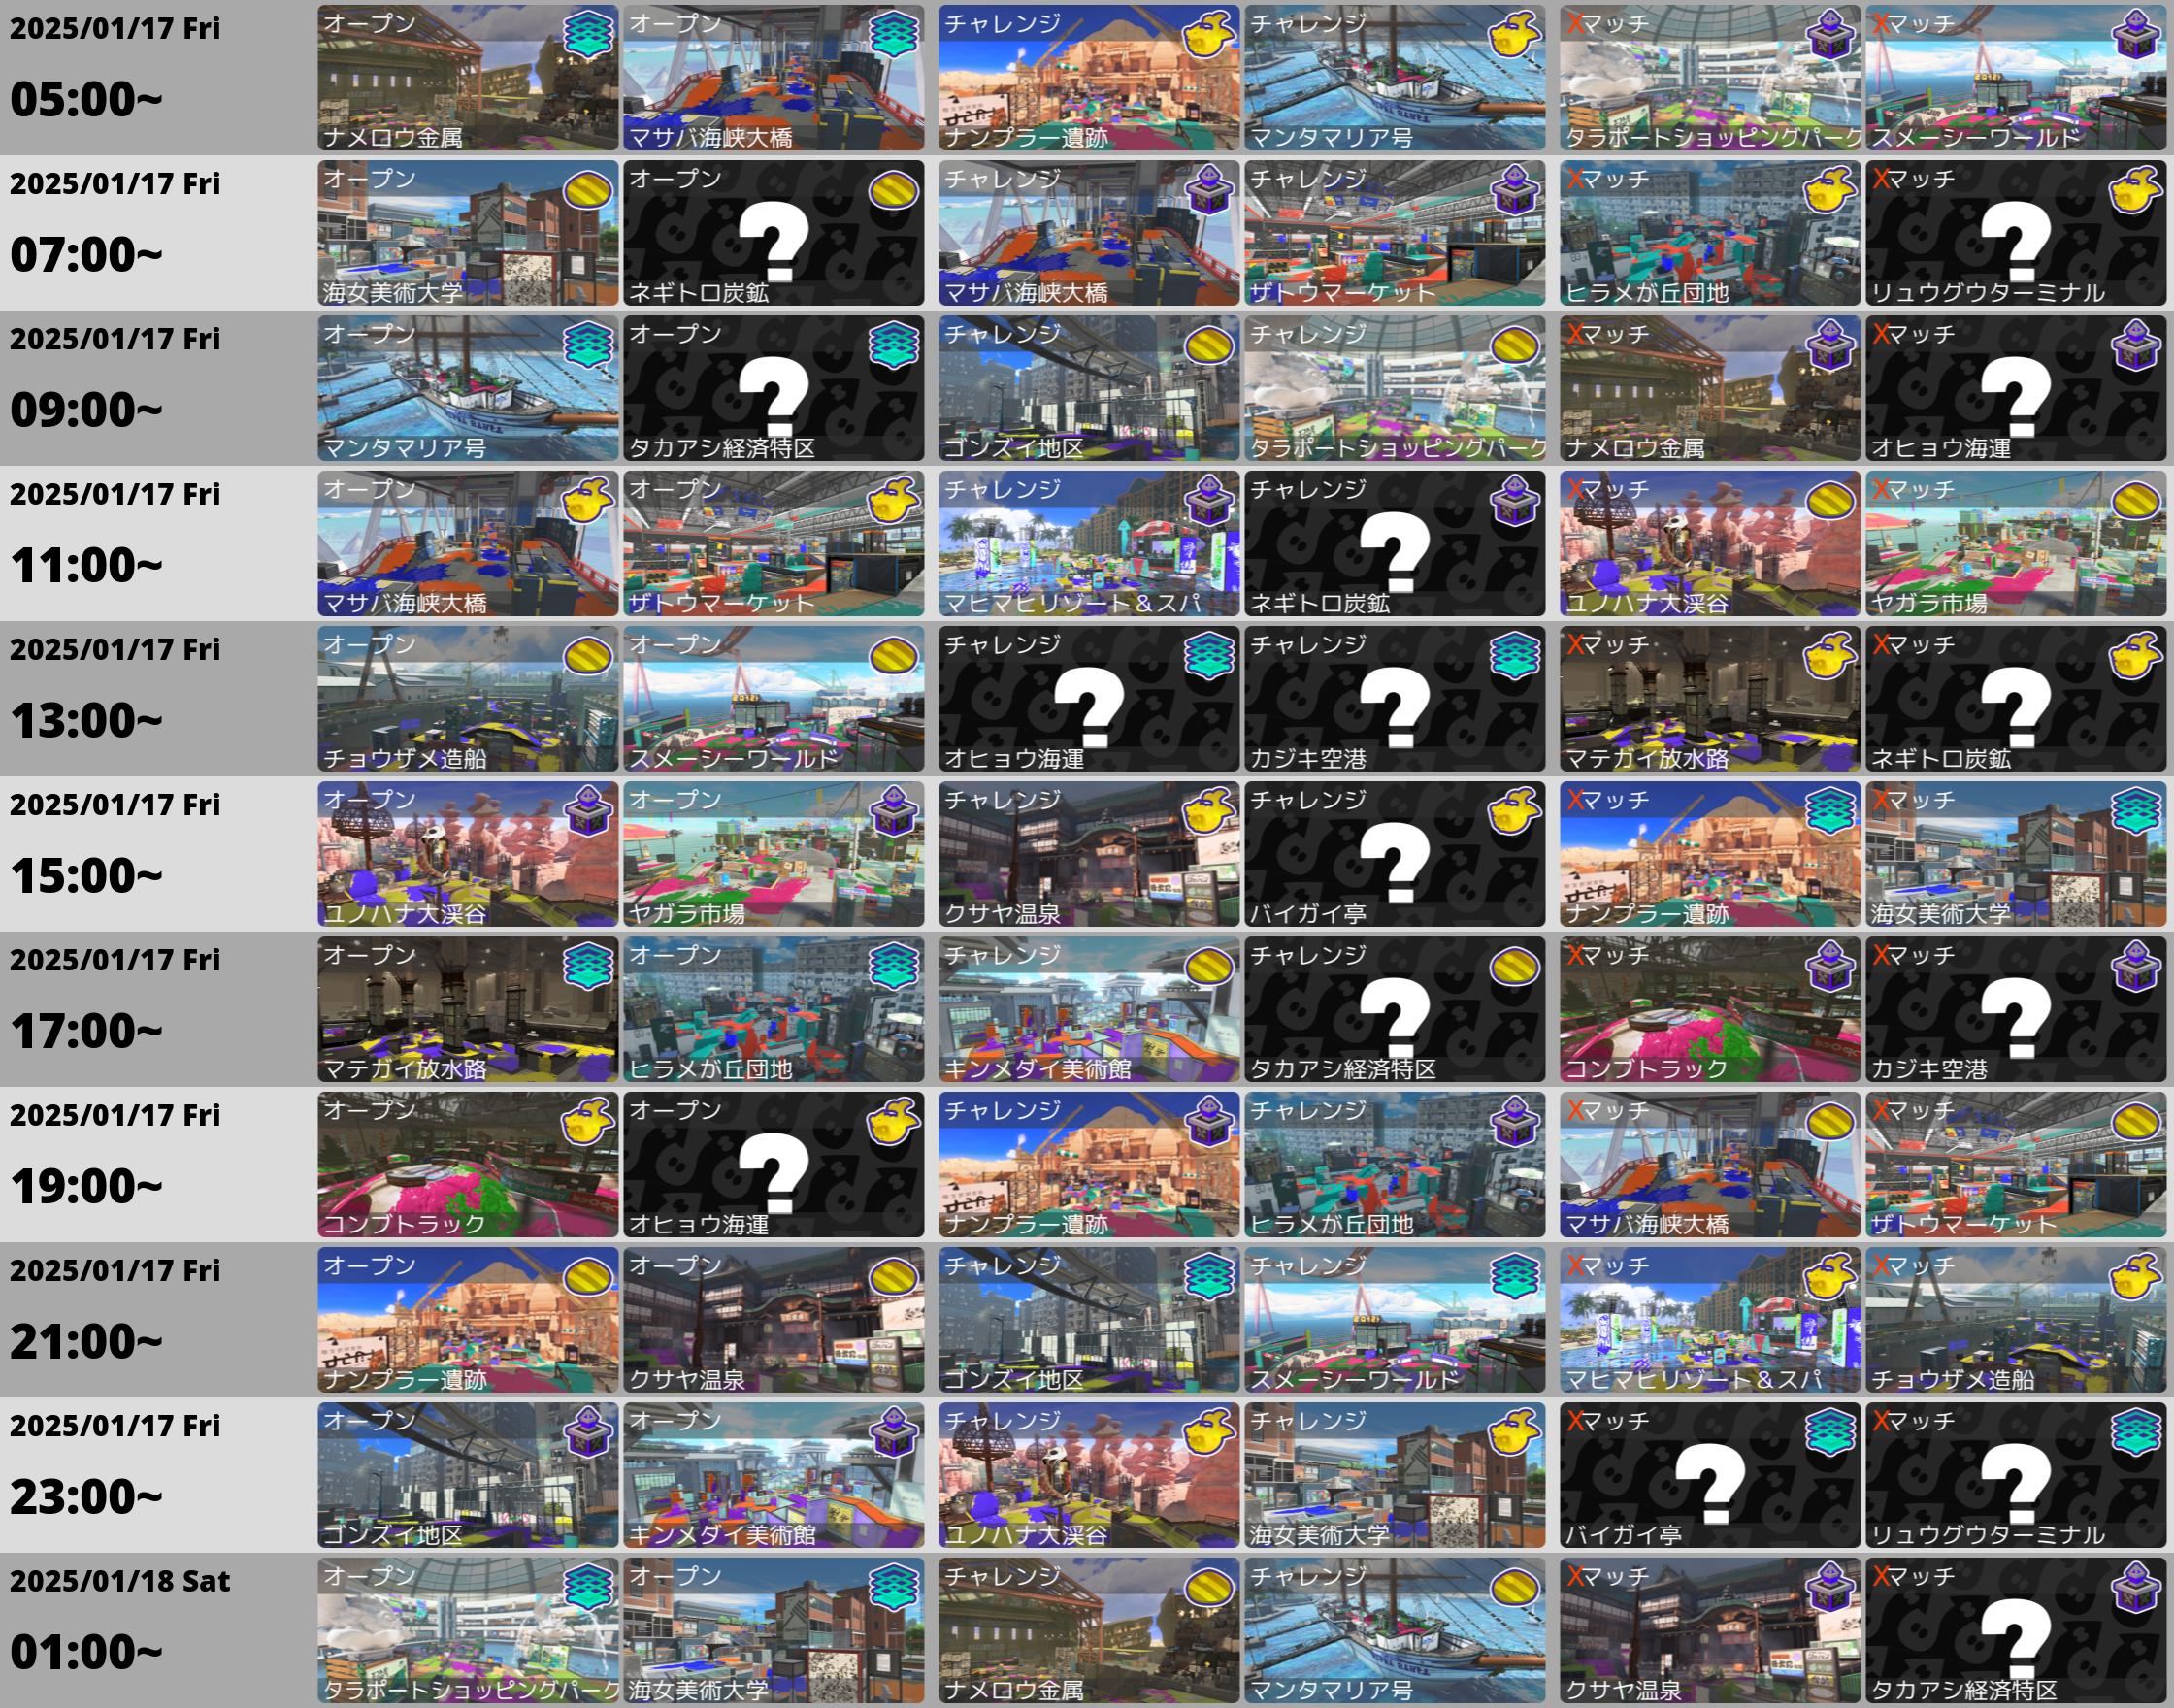 2025/01/17 Fri
05:00~
オープン
ナメロウ金属
オープン
マサバ海峡大橋
チャレンジ
ナンプラー遺跡
チャレンジ
マンタマリア号
Xマッチ
タラポートショッピングパーク
Xマッチ
スメーシーワールド
2025/01/17 Fri
07:00~
オープン
海女美術大学
オープン
?
ネギトロ炭鉱
チャレンジ
マサバ海峡大橋
チャレンジ
ザトウマーケット
Xマッチ
ヒラメが丘団地
Xマッチ
?
リュウグウターミナル
2025/01/17 Fri
09:00~
オープン
マンタマリア号
オープン
?
タカアシ経済特区
チャレンジ
ゴンズイ地区
チャレンジ
タラポートショッピングパーク
Xマッチ
ナメロウ金属
Xマッチ
?
オヒョウ海運
2025/01/17 Fri
11:00~
オープン
マサバ海峡大橋
オープン
ザトウマーケット
チャレンジ
マヒマヒリゾート&スパ
チャレンジ
?
ネギトロ炭鉱
Xマッチ
ユノハナ大渓谷
Xマッチ
ヤガラ市場
2025/01/17 Fri
13:00~
オープン
チョウザメ造船
オープン
スメーシーワールド
チャレンジ
?
オヒョウ海運
チャレンジ
?
カジキ空港
Xマッチ
マテガイ放水路
Xマッチ
?
ネギトロ炭鉱
2025/01/17 Fri
15:00~
オープン
ユノハナ大渓谷
オープン
ヤガラ市場
チャレンジ
クサヤ温泉
チャレンジ
?
バイガイ亭
Xマッチ
ナンプラー遺跡
Xマッチ
海女美術大学
2025/01/17 Fri
17:00~
オープン
マテガイ放水路
オープン
ヒラメが丘団地
チャレンジ
キンメダイ美術館
チャレンジ
?
タカアシ経済特区
Xマッチ
コンブトラック
Xマッチ
?
カジキ空港
2025/01/17 Fri
19:00~
オープン
コンブトラック
オープン
?
オヒョウ海運
チャレンジ
ナンプラー遺跡
チャレンジ
ヒラメが丘団地
Xマッチ
マサバ海峡大橋
Xマッチ
ザトウマーケット
2025/01/17 Fri
21:00~
オープン
ナンプラー遺跡
オープン
クサヤ温泉
チャレンジ
ゴンズイ地区
チャレンジ
スメーシーワールド
Xマッチ
マヒマヒリゾート&スパ
Xマッチ
チョウザメ造船
2025/01/17 Fri
23:00~
オープン
ゴンズイ地区
オープン
キンメダイ美術館
チャレンジ
ユノハナ大渓谷
チャレンジ
海女美術大学
Xマッチ
?
バイガイ亭
Xマッチ
?
リュウグウターミナル
2025/01/18 Sat
01:00~
オープン
タラポートショッピングパーク
オープン
海女美術大学
チャレンジ
ナメロウ金属
チャレンジ
マンタマリア号
Xマッチ
クサヤ温泉
Xマッチ
?
タカアシ経済特区